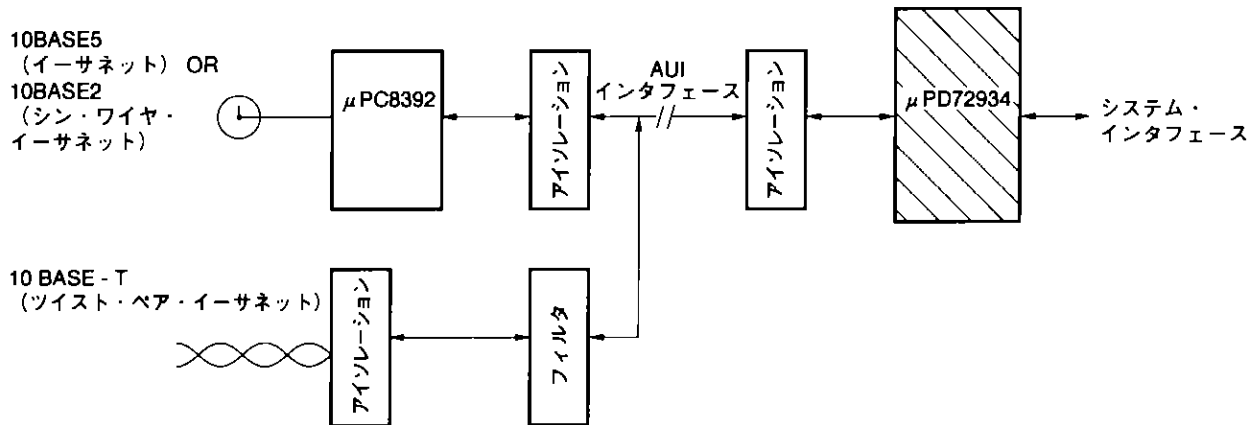 10BASE5
(イーサネット) OR
10BASE2
(シン・ワイヤ・
イーサネット)
μPC8392
アイソレーション
AUI
インタフェース
アイソレーション
μPD72934
システム・
インタフェース
10 BASE - T
(ツイスト・ペア・イーサネット)
アイソレーション
フィルタ